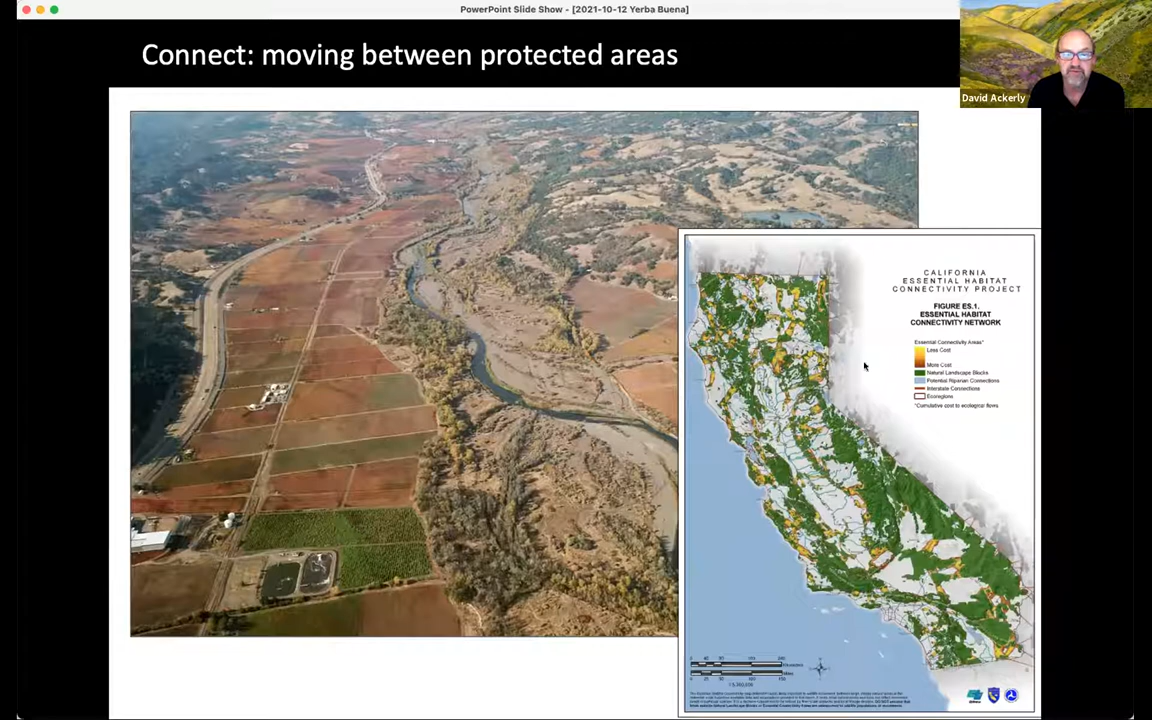 PowerPoint Slide Show - [2021-10-12 Yerba Buena]
Connect: moving between protected areas
David Ackerly
CALIFORNIA
ESSENTIAL HABITAT
CONNECTIVITY PROJECT
FIGURE ES.1.
ESSENTIAL HABITAT
CONNECTIVITY NETWORK
Essential Connectivity Areas*
Less Cost
More Cost
Natural Landscape Blocks
Potential Riparian Connections
Interstate Connections
Ecoregions
*Cumulative cost to ecological flows